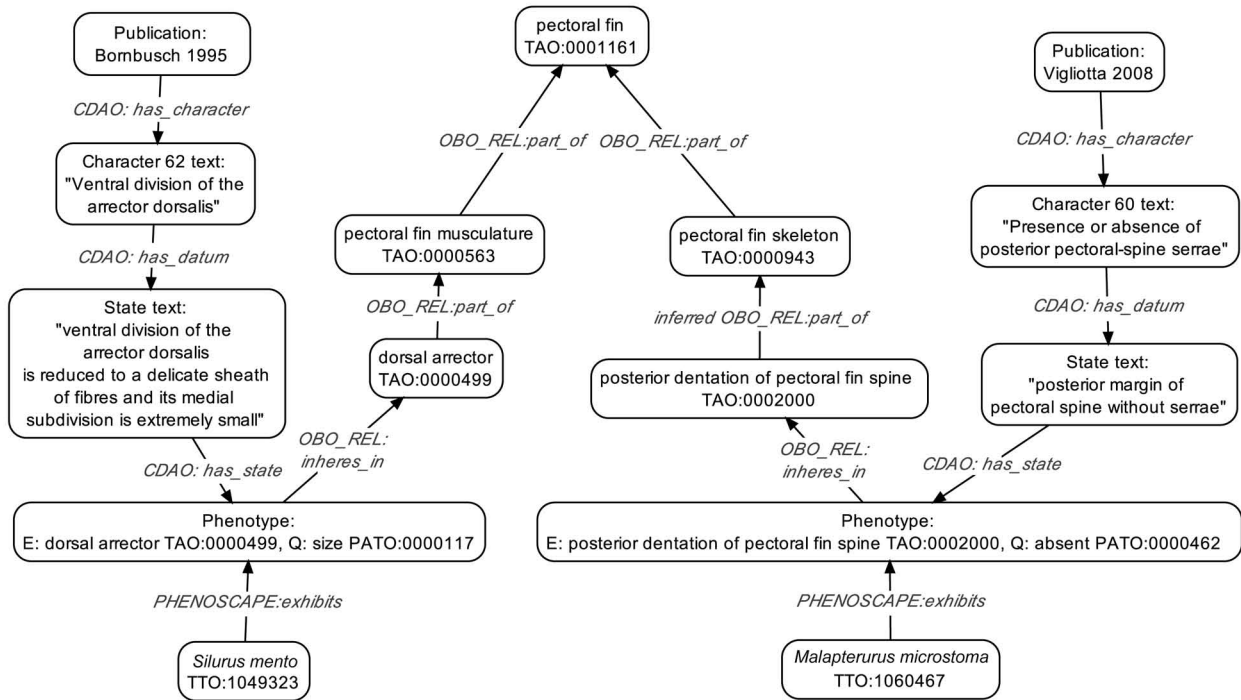 Publication:
Bornbusch 1995
CDAO: has_character
Character 62 text:
"Ventral division of the
arrector dorsalis"
CDAO: has_datum
State text:
"ventral division of the
arrector dorsalis
is reduced to a delicate sheath
of fibres and its medial
subdivision is extremely small"
CDAO: has_state
pectoral fin
TAO:0001161
OBO_REL:part_of
OBO_REL:part_of
pectoral fin musculature
TAO:0000563
OBO_REL:part_of
dorsal arrector
TAO:0000499
OBO_REL:
inheres_in
pectoral fin skeleton
TAO:0000943
inferred OBO_REL:part_of
posterior dentation of pectoral fin spine
TAO:0002000
OBO_REL:
inheres_in
Publication:
Vigliotta 2008
CDAO: has_character
Character 60 text:
"Presence or absence of
posterior pectoral-spine serrae"
CDAO: has_datum
State text:
"posterior margin of
pectoral spine without serrae"
CDAO: has_state
Phenotype:
E: dorsal arrector TAO:0000499, Q: size PATO:0000117
PHENOSCAPE:exhibits
Silurus mento
TTO:1049323
Phenotype:
E: posterior dentation of pectoral fin spine TAO:0002000, Q: absent PATO:0000462
PHENOSCAPE:exhibits
Malapterurus microstoma
TTO:1060467